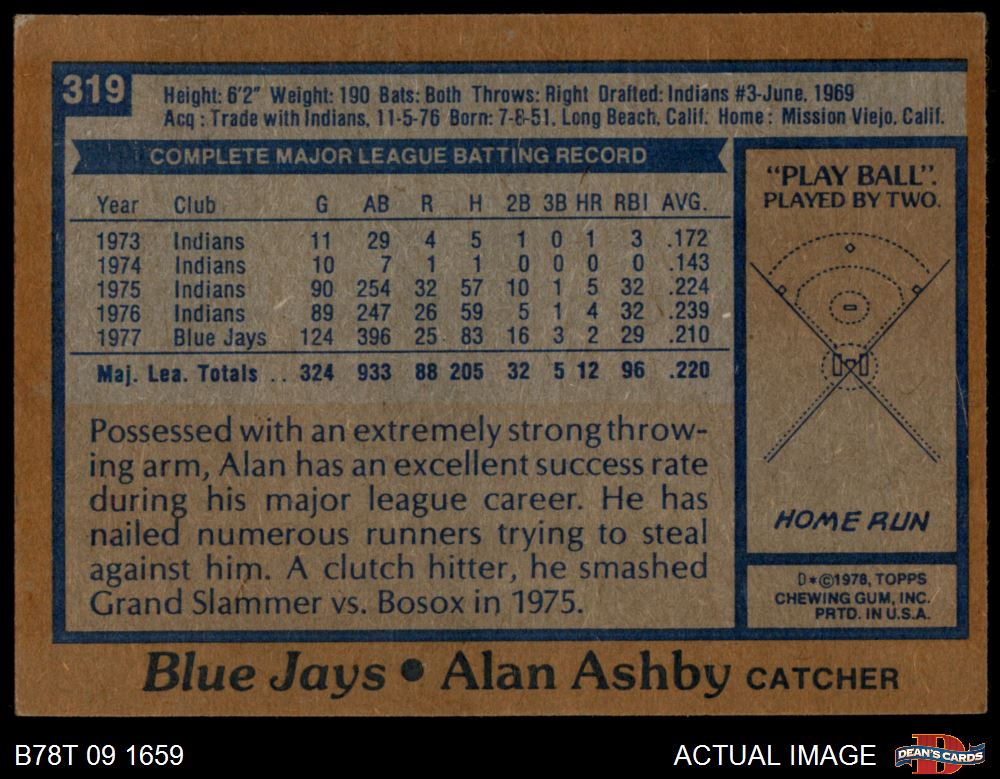 319
Height: 6'2" Weight: 190 Bats: Both Throws: Right Drafted: Indians #3-June, 1969
Acq : Trade with Indians, 11-5-76 Born: 7-8-51, Long Beach, Calif. Home : Mission Viejo, Calif.
COMPLETE MAJOR LEAGUE BATTING RECORD
Year Club G AB R H 2B 3B HR RBI AVG.
1973 Indians 11 29 4 5 1 0 1 3 .172
1974 Indians 10 7 1 1 0 0 0 0 .143
1975 Indians 90 254 32 57 10 1 5 32 .224
1976 Indians 89 247 26 59 5 1 4 32 .239
1977 Blue Jays 124 396 25 83 16 3 2 29 .210
Maj. Lea. Totals .. 324 933 88 205 32 5 12 96 .220
Possessed with an extremely strong throw-
ing arm, Alan has an excellent success rate
during his major league career. He has
nailed numerous runners trying to steal
against him. A clutch hitter, he smashed
Grand Slammer vs. Bosox in 1975.
"PLAY BALL".
PLAYED BY TWO.
HOME RUN
D*©1978, TOPPS
CHEWING GUM, INC.
PRTD. IN U.S.A.
Blue Jays • Alan Ashby CATCHER
B78T 09 1659
ACTUAL IMAGE
D
DEAN'S CARDS